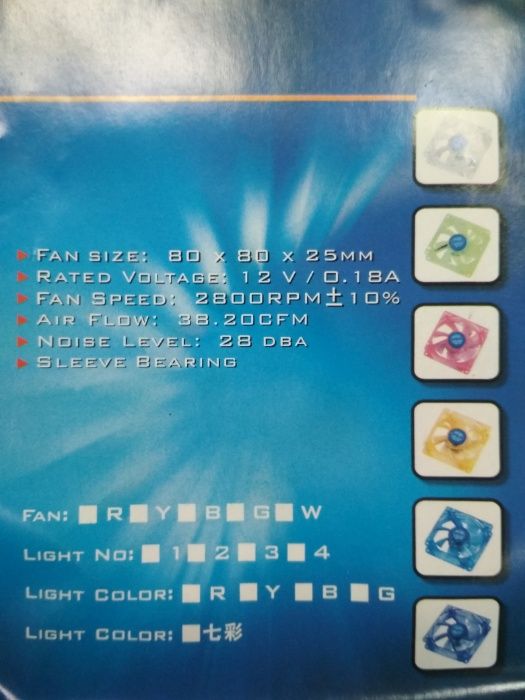 FAN SIZE: 80 x 80 x 25MM
RATED VOLTAGE: 12 V / 0.18A
FAN SPEED: 2800RPM±10%
AIR FLOW: 38.20CFM
NOISE LEVEL: 28 DBA
SLEEVE BEARING
FAN: R Y B G W
LIGHT NO: 1 2 3 4
LIGHT COLOR: R Y B G
LIGHT COLOR: 七彩